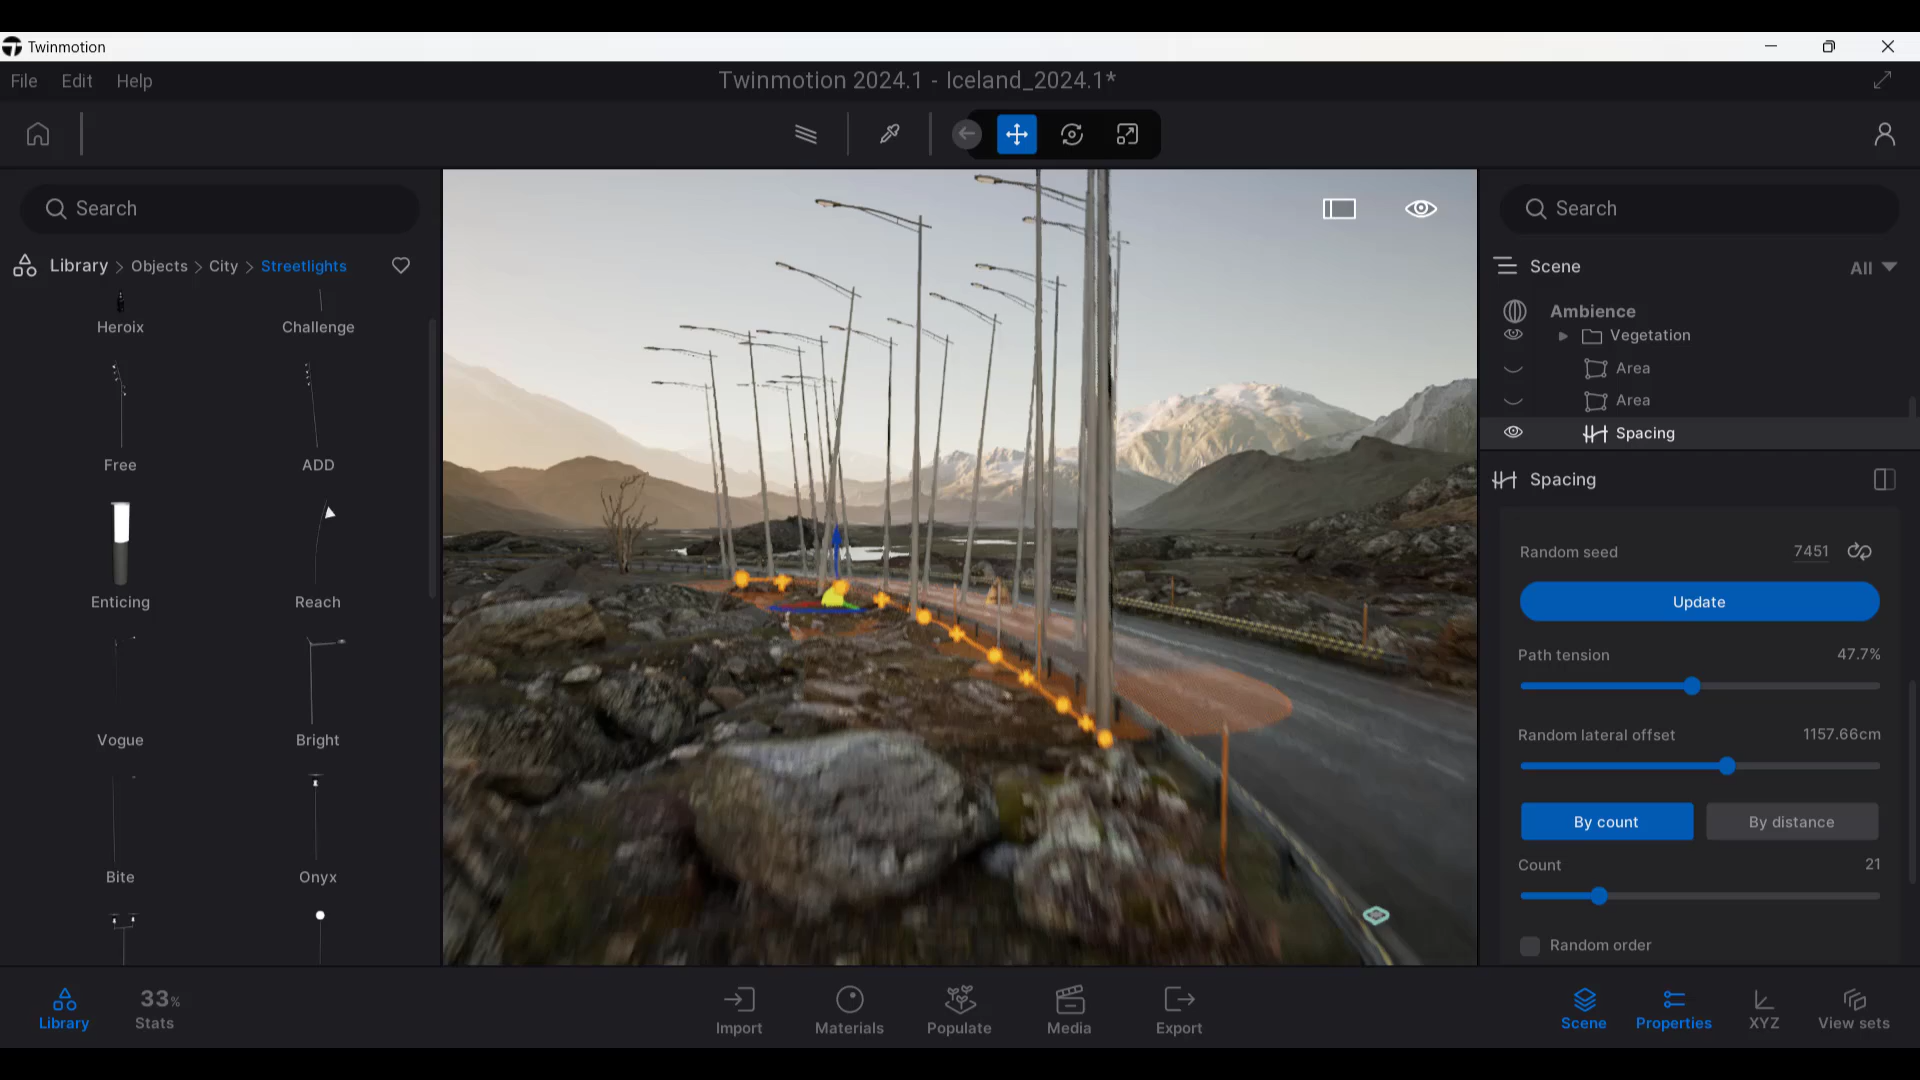 Twinmotion
File Edit Help
Twinmotion 2024.1 - Iceland_2024.1*
Search
Library > Objects > City > Streetlights
Heroix
Challenge
Free
ADD
Enticing
Reach
Vogue
Bright
Bite
Onyx
Search
Scene
All
Ambience
Vegetation
Area
Area
Spacing
Spacing
Random seed 7451
Update
Path tension 47.7%
Random lateral offset 1157.66cm
By count By distance
Count 21
Random order
Library
33%
Stats
Import
Materials
Populate
Media
Export
Scene
Properties
XYZ
View sets